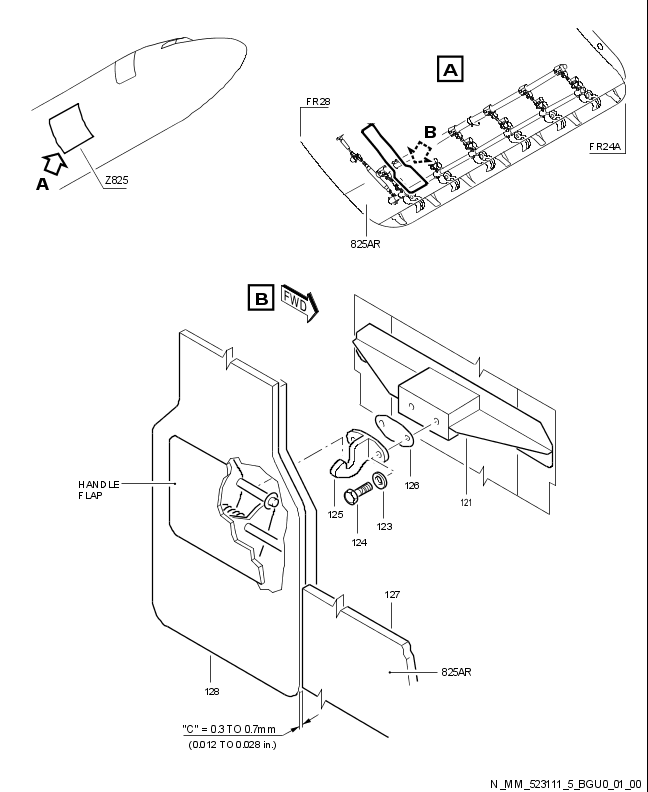 A
FR28
B
FR24A
A
Z825
825AR
B
FWD
HANDLE
FLAP
126
121
125
123
124
127
825AR
128
"C" = 0.3 TO 0.7mm
(0.012 TO 0.028 in.)
N_MM_523111_5_BGU0_01_00